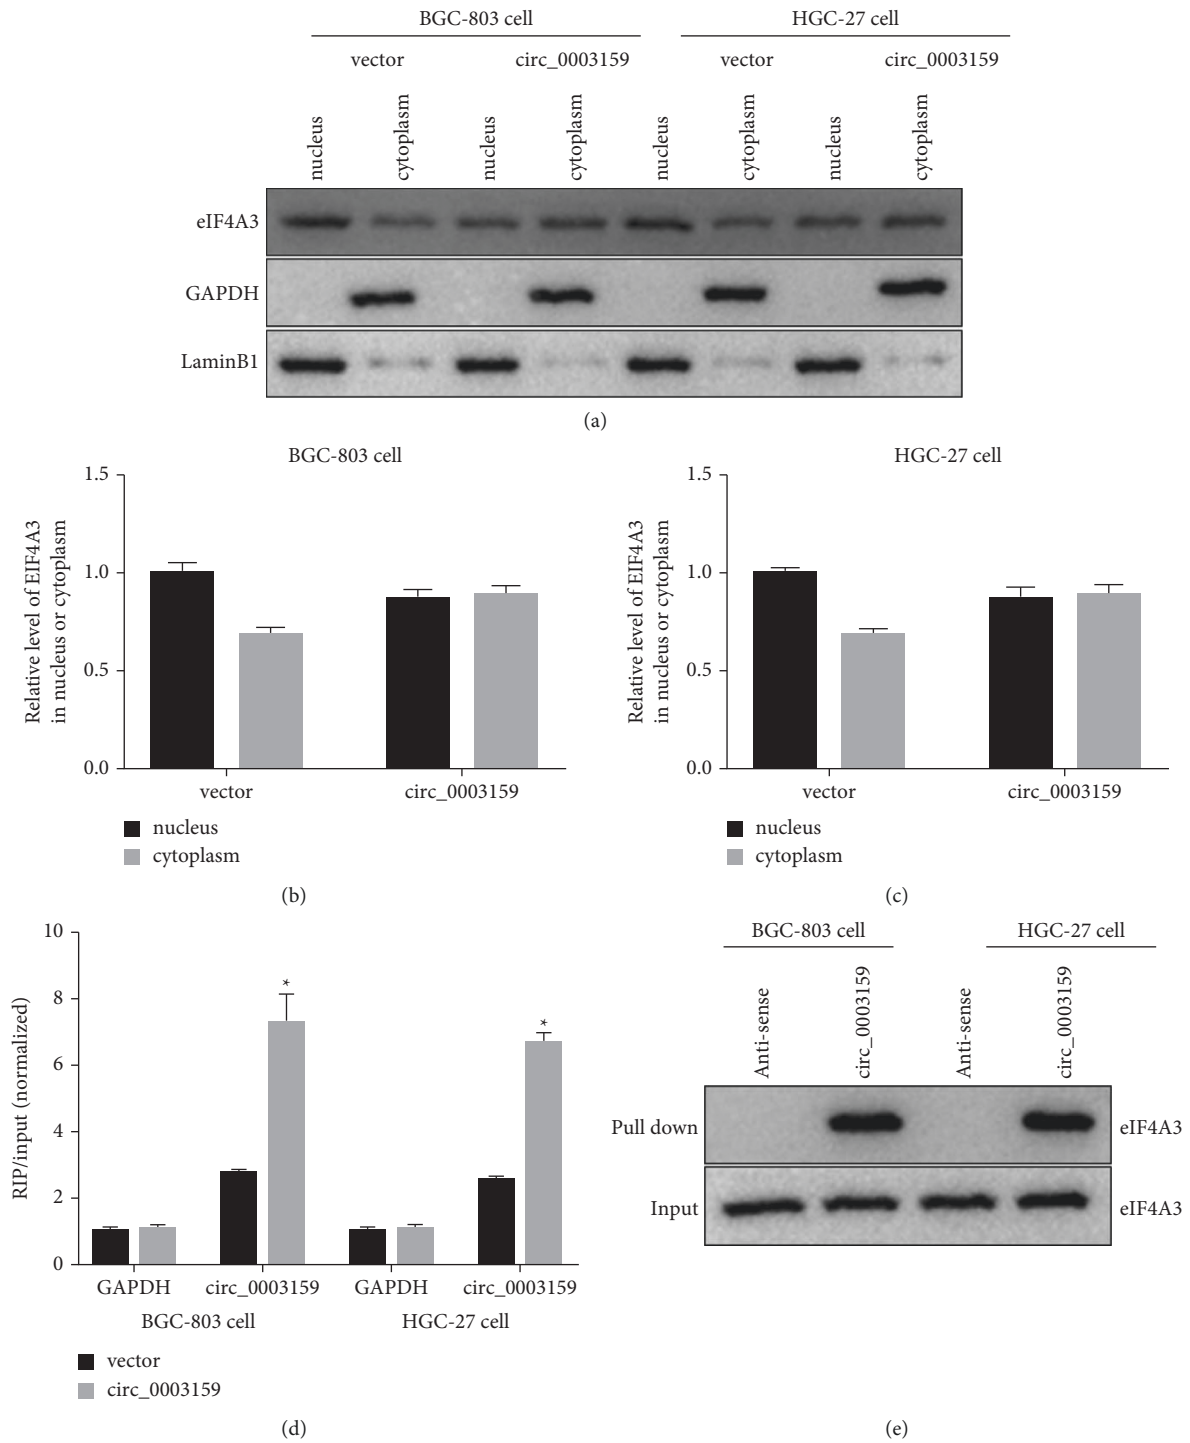 BGC-803 cell HGC-27 cell
vector circ_0003159 vector circ_0003159
nucleus cytoplasm nucleus cytoplasm nucleus cytoplasm nucleus cytoplasm
eIF4A3
GAPDH
LaminB1
(a)
BGC-803 cell
Relative level of EIF4A3
in nucleus or cytoplasm
1.5
1.0
0.5
0.0
vector circ_0003159
nucleus
cytoplasm
(b)
HGC-27 cell
Relative level of EIF4A3
in nucleus or cytoplasm
1.5
1.0
0.5
0.0
vector circ_0003159
nucleus
cytoplasm
(c)
RIP/input (normalized)
10
8
6
4
2
0
* *
GAPDH circ_0003159 GAPDH circ_0003159
BGC-803 cell HGC-27 cell
vector
circ_0003159
(d)
BGC-803 cell HGC-27 cell
Anti-sense circ_0003159 Anti-sense circ_0003159
Pull down eIF4A3
Input eIF4A3
(e)